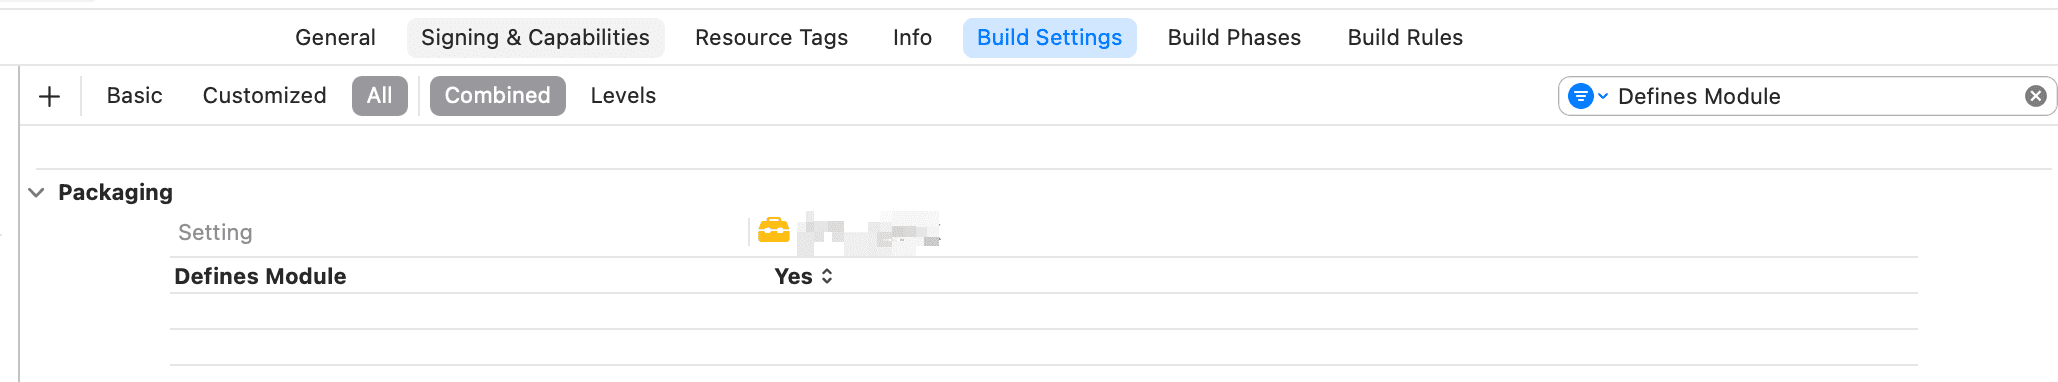 General Signing & Capabilities Resource Tags Info Build Settings Build Phases Build Rules
Basic Customized All Combined Levels Defines Module
Packaging
Setting
Defines Module Yes